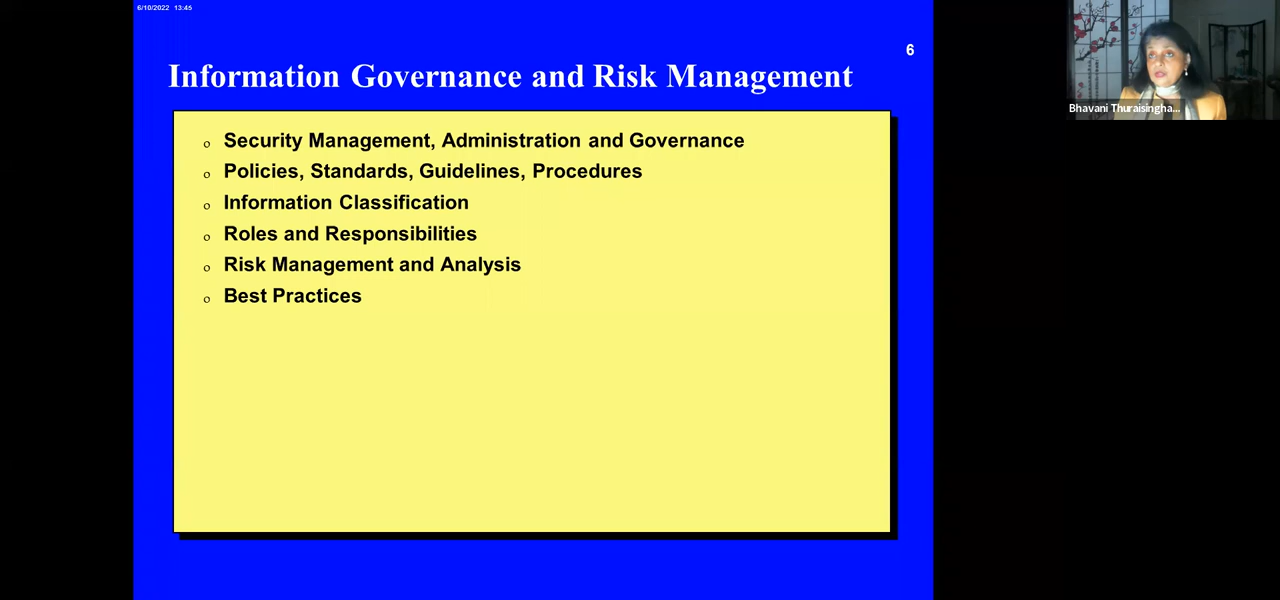 6/10/2022 13:45
6
Information Governance and Risk Management
o Security Management, Administration and Governance
o Policies, Standards, Guidelines, Procedures
o Information Classification
o Roles and Responsibilities
o Risk Management and Analysis
o Best Practices
Bhavani Thuraisingha...